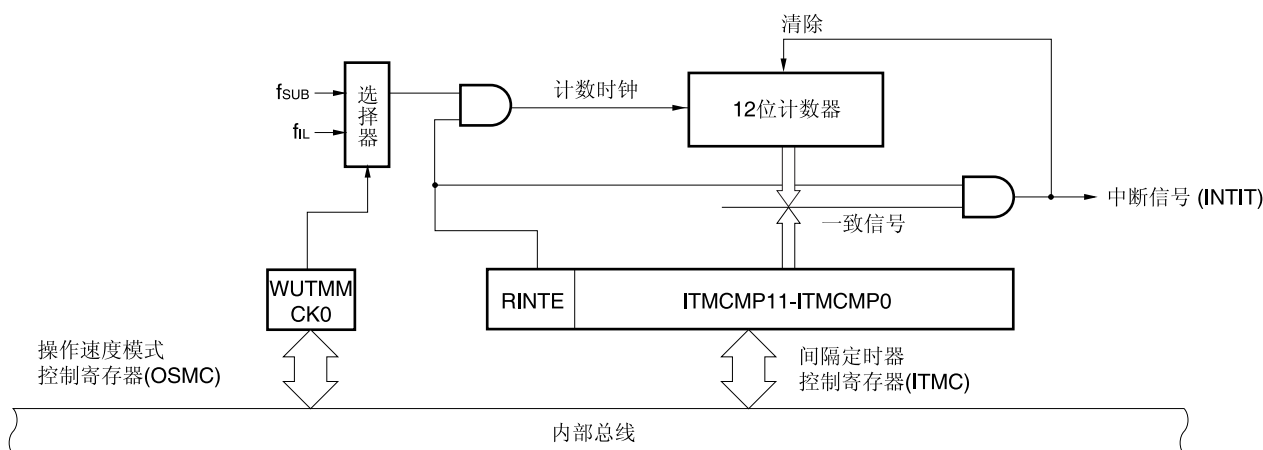 清除
fSUB
fIL
选择器
计数时钟
12位计数器
一致信号
中断信号 (INTIT)
WUTMM
CK0
RINTE
ITMCMP11-ITMCMP0
操作速度模式
控制寄存器(OSMC)
间隔定时器
控制寄存器(ITMC)
内部总线